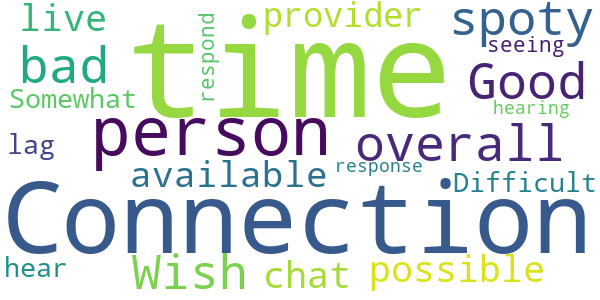 live
respond
provider
spoty
time
seeing
bad
Good
Somewhat
hearing
person
lag
overall
available
response
Difficult
Connection
hear
Wish
chat
possible